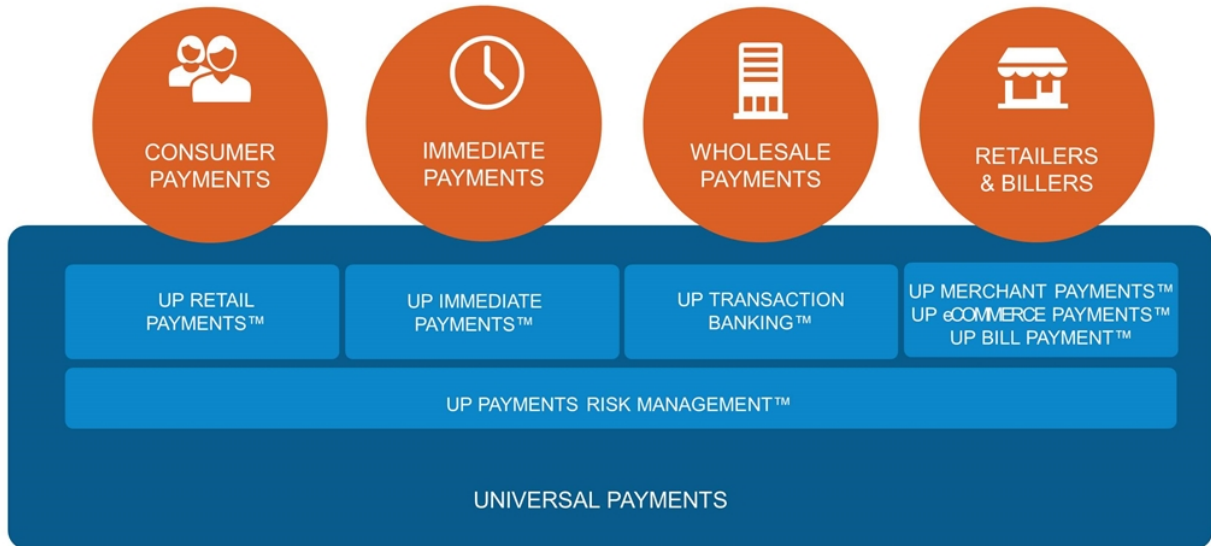 CONSUMER
PAYMENTS
IMMEDIATE
PAYMENTS
WHOLESALE
PAYMENTS
RETAILERS
& BILLERS
UP RETAIL
PAYMENTS™
UP IMMEDIATE
PAYMENTS™
UP TRANSACTION
BANKING™
UP MERCHANT PAYMENTS™
UP eCOMMERCE PAYMENTS™
UP BILL PAYMENT™
UP PAYMENTS RISK MANAGEMENT™
UNIVERSAL PAYMENTS